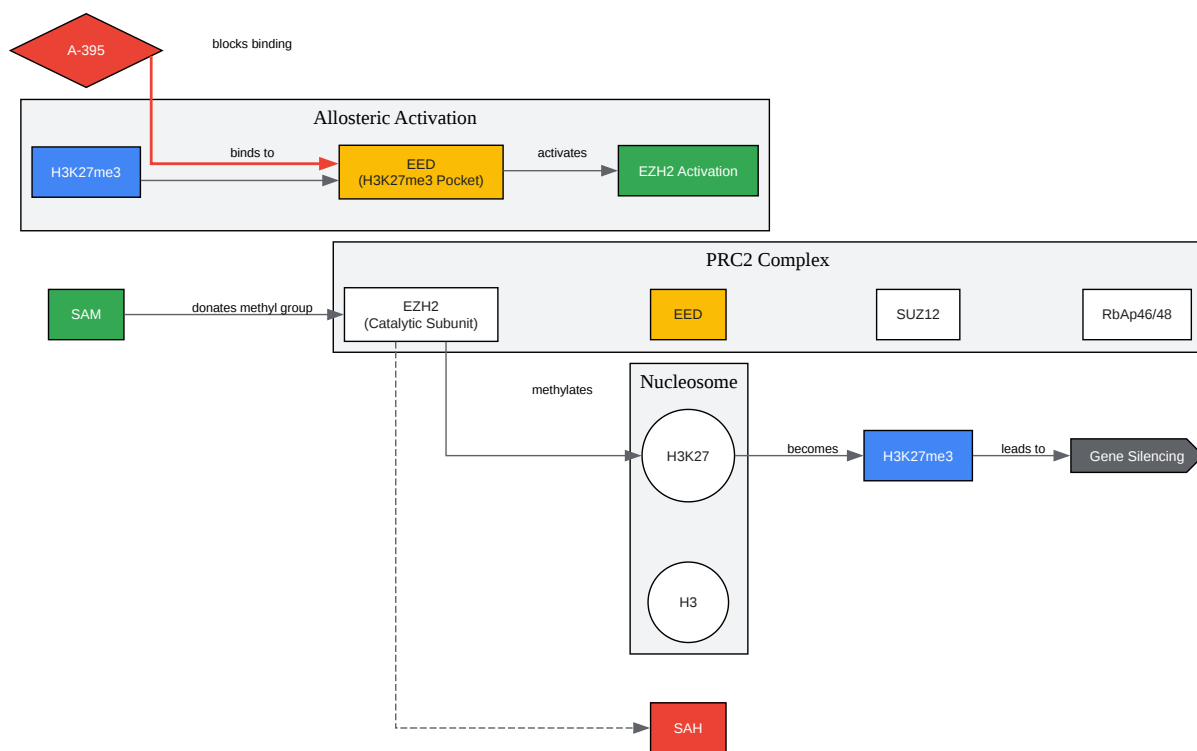 A-395
blocks binding
Allosteric Activation
H3K27me3
binds to
EED
(H3K27me3 Pocket)
activates
EZH2 Activation
PRC2 Complex
SAM
donates methyl group
EZH2
(Catalytic Subunit)
EED
SUZ12
RbAp46/48
methylates
Nucleosome
H3K27
becomes
H3K27me3
leads to
Gene Silencing
H3
SAH